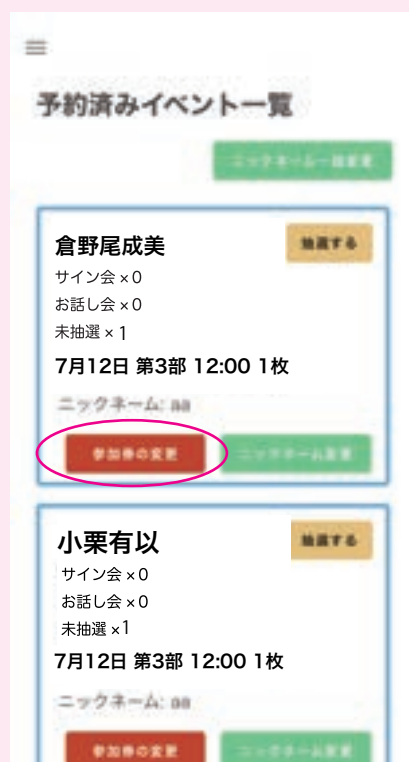 予約済みイベント一覧
ニックネーム一括変更
倉野尾成美
抽選する
サイン会 ×0
お話し会 ×0
未抽選 × 1
7月12日 第3部 12:00 1枚
ニックネーム: aa
参加券の変更
ニックネーム変更
小栗有以
抽選する
サイン会 ×0
お話し会 ×0
未抽選 ×1
7月12日 第3部 12:00 1枚
ニックネーム: aa
参加券の変更
ニックネーム変更